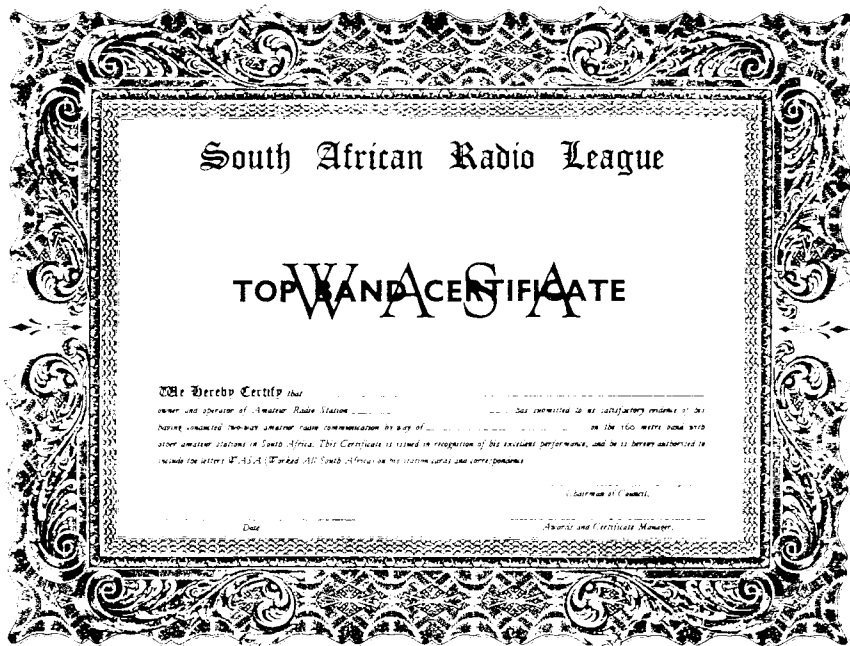 South African Radio League
WASA
TOP BAND CERTIFICATE
We Hereby Certify that
owner and operator of Amateur Radio Station has submitted to us satisfactory evidence of his
having conducted two-way amateur radio communication by way of on the 160 metre band with
other amateur stations in South Africa. This Certificate is issued in recognition of his excellent performance, and he is hereby authorized to
include the letters W.A.S.A. (Worked All South Africa) on his station cards and correspondence
Chairman of Council.
Date
Awards and Certificate Manager.